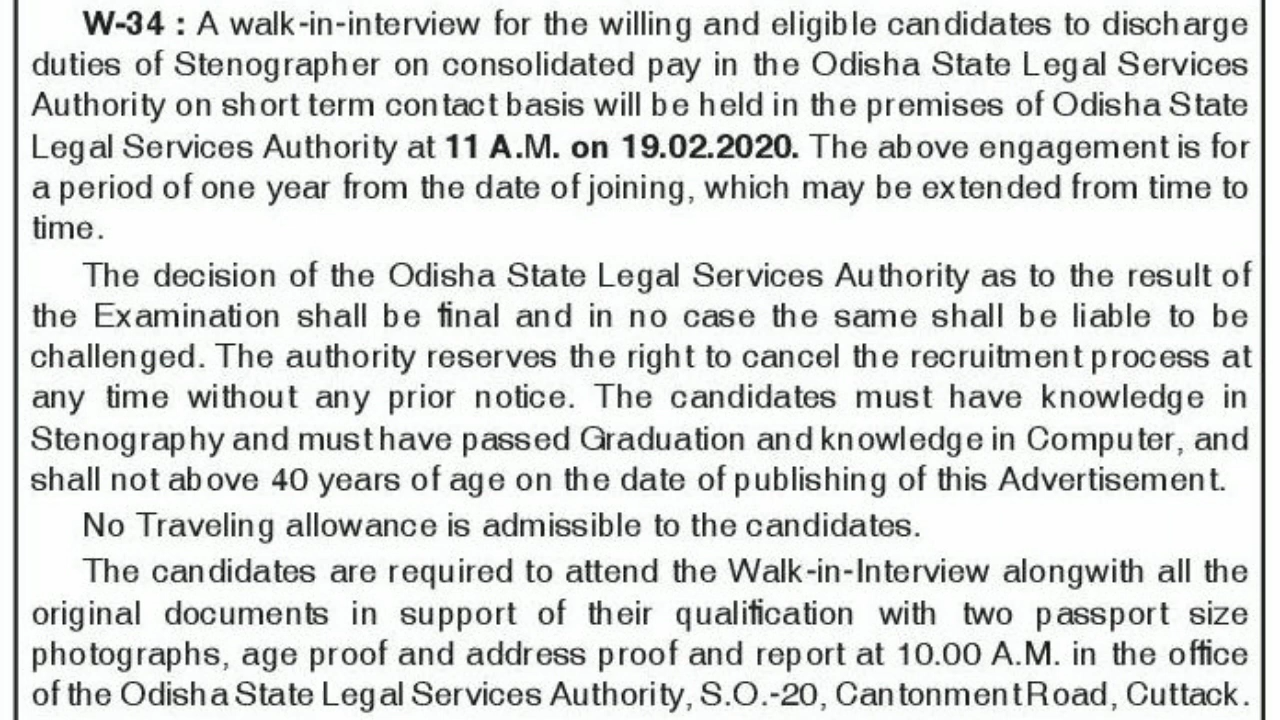 W-34 : A walk-in-interview for the willing and eligible candidates to discharge
duties of Stenographer on consolidated pay in the Odisha State Legal Services
Authority on short term contact basis will be held in the premises of Odisha State
Legal Services Authority at 11 A.M. on 19.02.2020. The above engagement is for
a period of one year from the date of joining, which may be extended from time to
time.
The decision of the Odisha State Legal Services Authority as to the result of
the Examination shall be final and in no case the same shall be liable to be
challenged. The authority reserves the right to cancel the recruitment process at
any time without any prior notice. The candidates must have knowledge in
Stenography and must have passed Graduation and knowledge in Computer, and
shall not above 40 years of age on the date of publishing of this Advertisement.
No Traveling allowance is admissible to the candidates.
The candidates are required to attend the Walk-in-Interview alongwith all the
original documents in support of their qualification with two passport size
photographs, age proof and address proof and report at 10.00 A.M. in the office
of the Odisha State Legal Services Authority, S.O.-20, Cantonment Road, Cuttack.